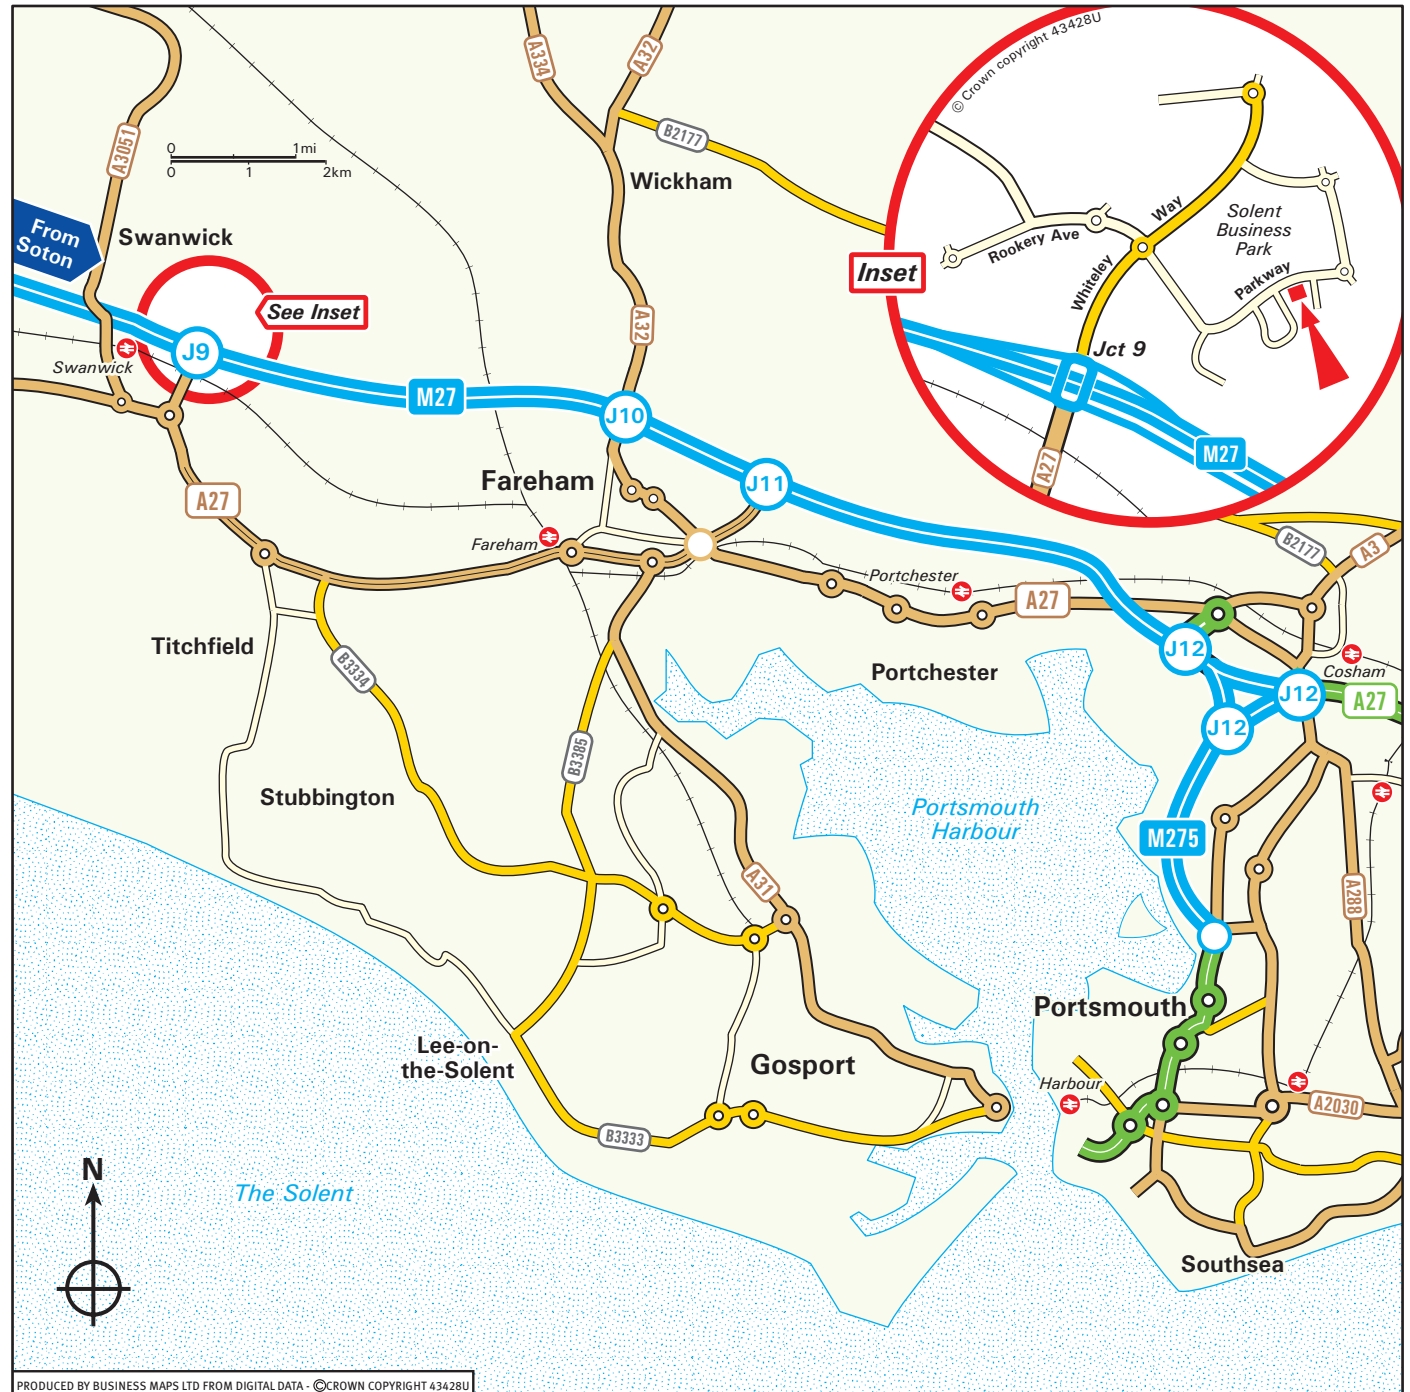 © Crown copyright 43428U
A334
A32
B2177
A3051
0 1mi
0 1 2km
Wickham
From
Soton
Swanwick
See Inset
Inset
Way
Solent
Business
Park
Rookery Ave
Whiteley
Parkway
Jct 9
M27
A27
A32
J9
Swanwick
M27
J10
Fareham
J11
A27
Fareham
B2177
A3
Portchester
A27
Titchfield
B3334
Portchester
J12
Cosham
J12
A27
J12
B3385
Stubbington
Portsmouth
Harbour
M275
A31
A288
Portsmouth
Lee-on-
the-Solent
Gosport
Harbour
A2030
B3333
N
The Solent
Southsea
PRODUCED BY BUSINESS MAPS LTD FROM DIGITAL DATA - ©CROWN COPYRIGHT 43428U